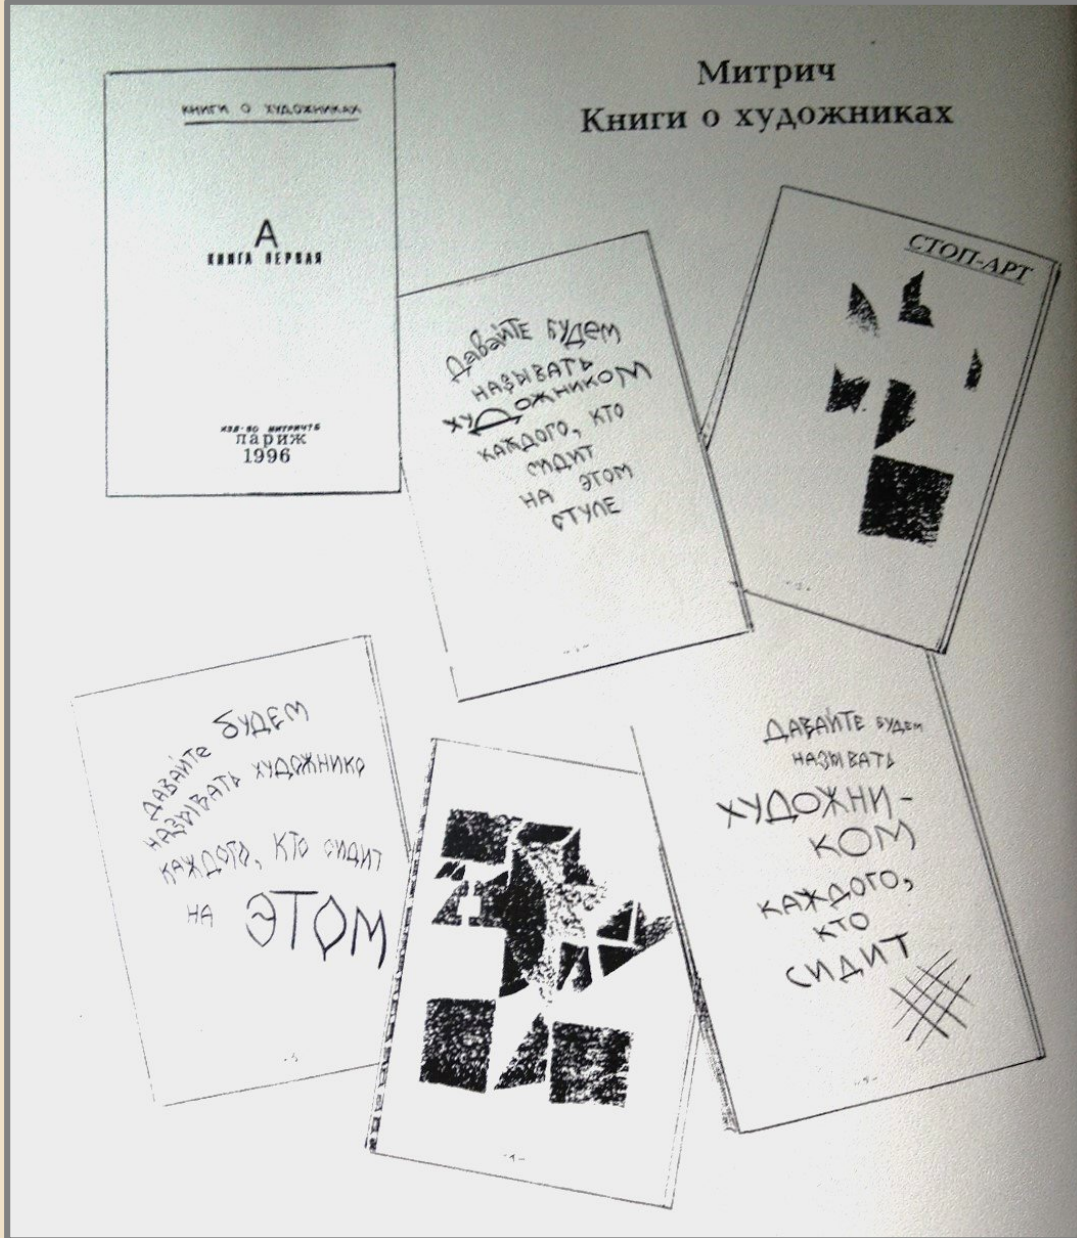 Митрич
Книги о художниках
КНИГИ О ХУДОЖНИКАХ
А
КНИГА ПЕРВАЯ
ИЗД-ВО МИТРИЧЪ
париж
1996
Давайте будем
называть
художником
каждого, кто
сидит
на этом
стуле
СТОП-АРТ
давайте будем
называть художнико
каждого, кто сидит
на ЭТОМ
ДАВАЙТЕ БУДЕМ
НАЗЫВАТЬ
ХУДОЖНИ-
КОМ
КАЖДОГО,
КТО
СИДИТ